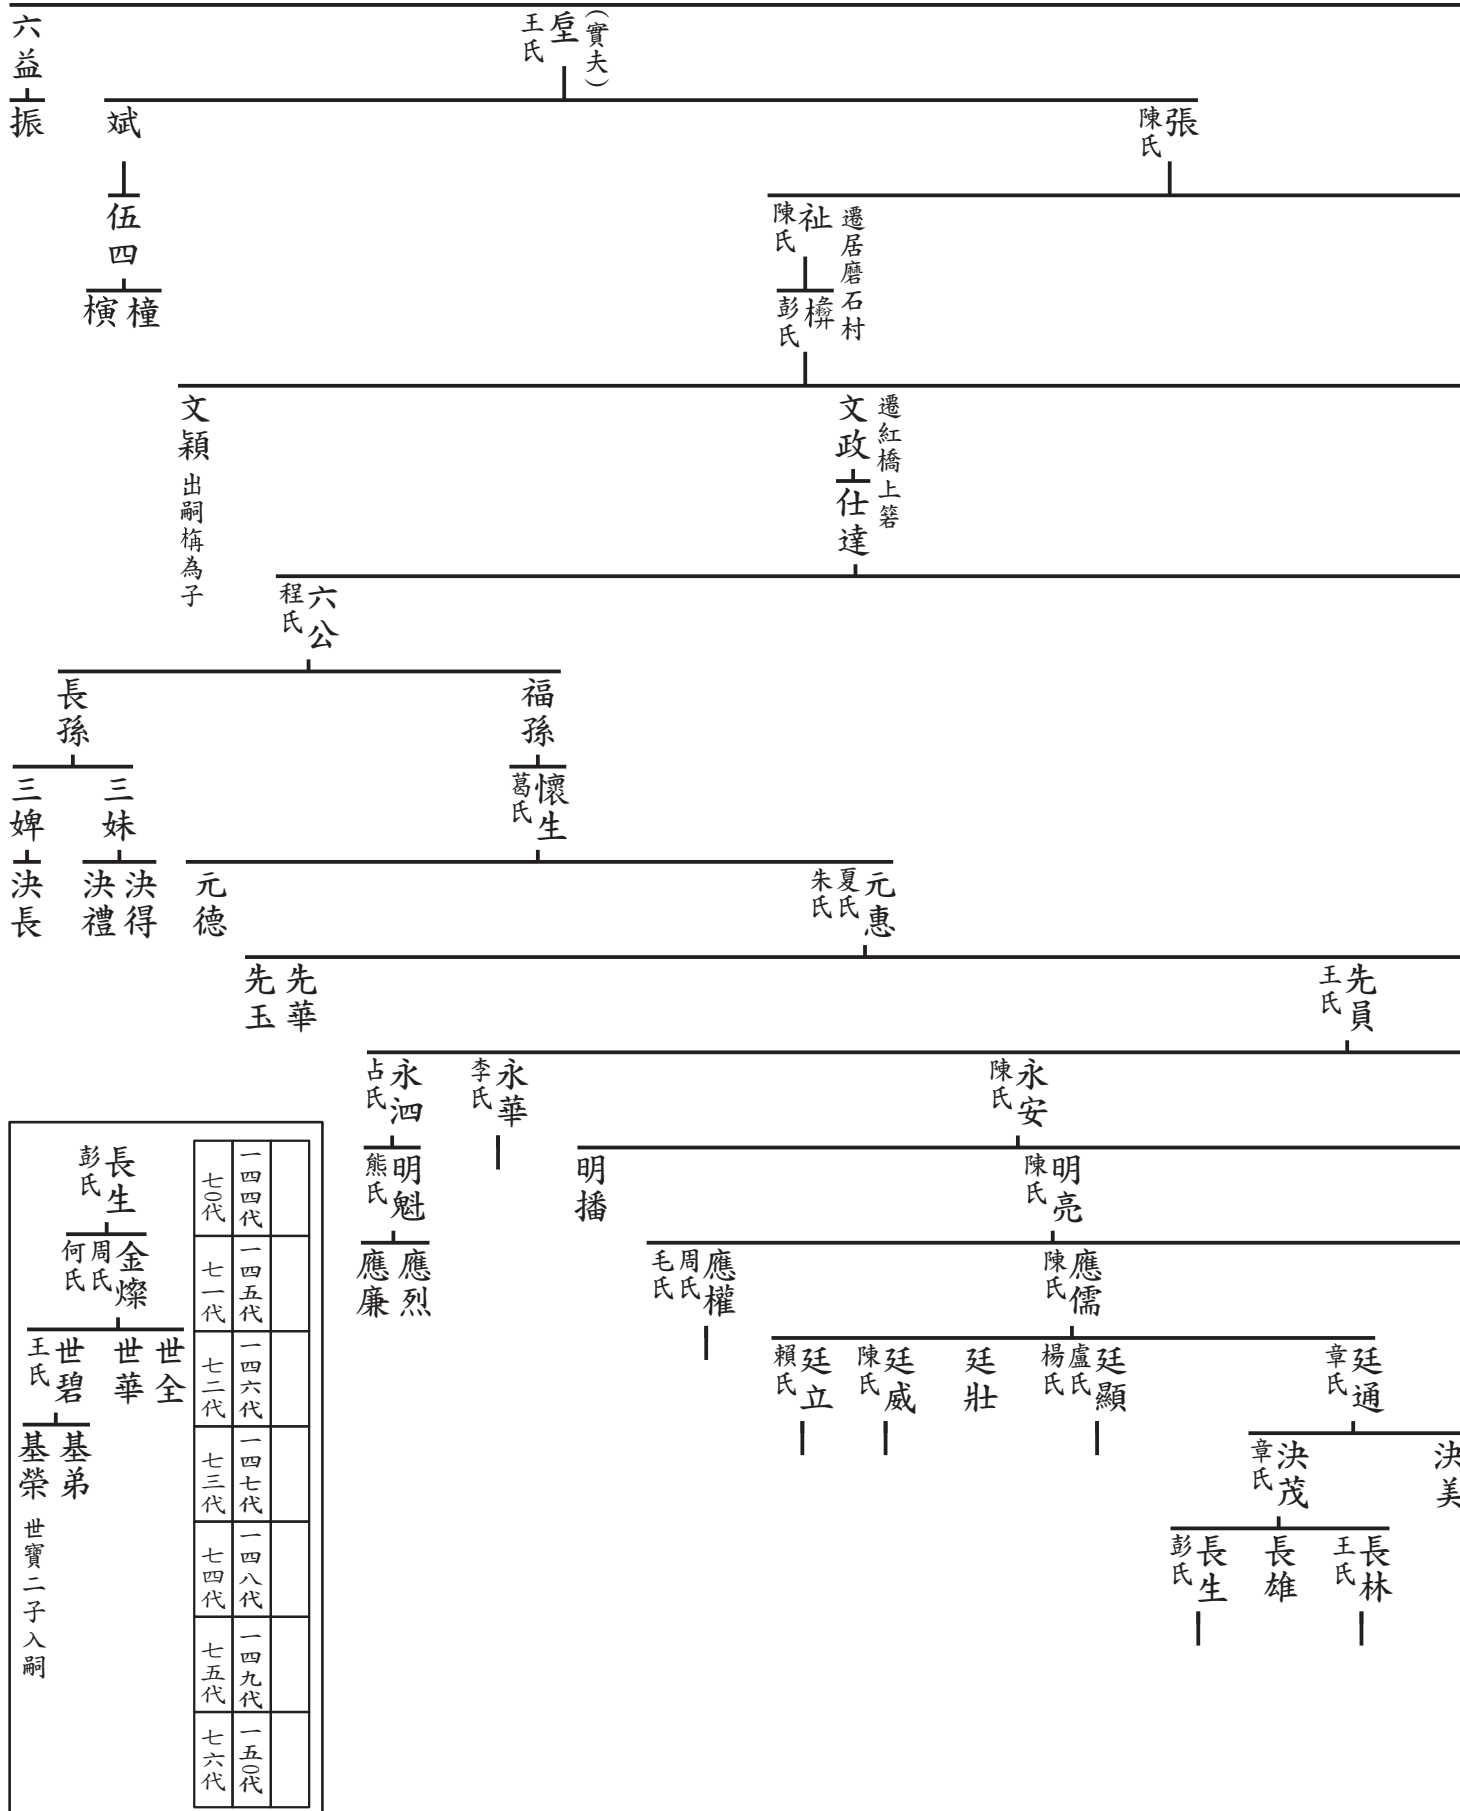 (實夫)
垕
王氏
六益
張
陳氏
斌
振
遷居磨石村
祉
陳氏
伍四
彭氏
橦
橫
遷紅橋上箬
文政
文穎
出嗣栴為子
仕達
六公
程氏
福孫
長孫
懷生
葛氏
三妹
三婢
元惠
夏氏
朱氏
元德
決得
決禮
決長
先員
王氏
先華
先玉
永安
陳氏
永華
李氏
永泗
占氏
明亮
陳氏
明播
明魁
熊氏
應儒
陳氏
應權
周氏
毛氏
應烈
應廉
廷通
章氏
廷顯
盧氏
楊氏
廷壯
廷威
陳氏
廷立
賴氏
決美
決茂
章氏
長林
王氏
長雄
長生
彭氏
一四四代
一四五代
一四六代
一四七代
一四八代
一四九代
一五〇代
七〇代
七一代
七二代
七三代
七四代
七五代
七六代
長生
彭氏
金燦
周氏
何氏
世全
世華
世碧
王氏
基弟
基榮
世寶二子入嗣